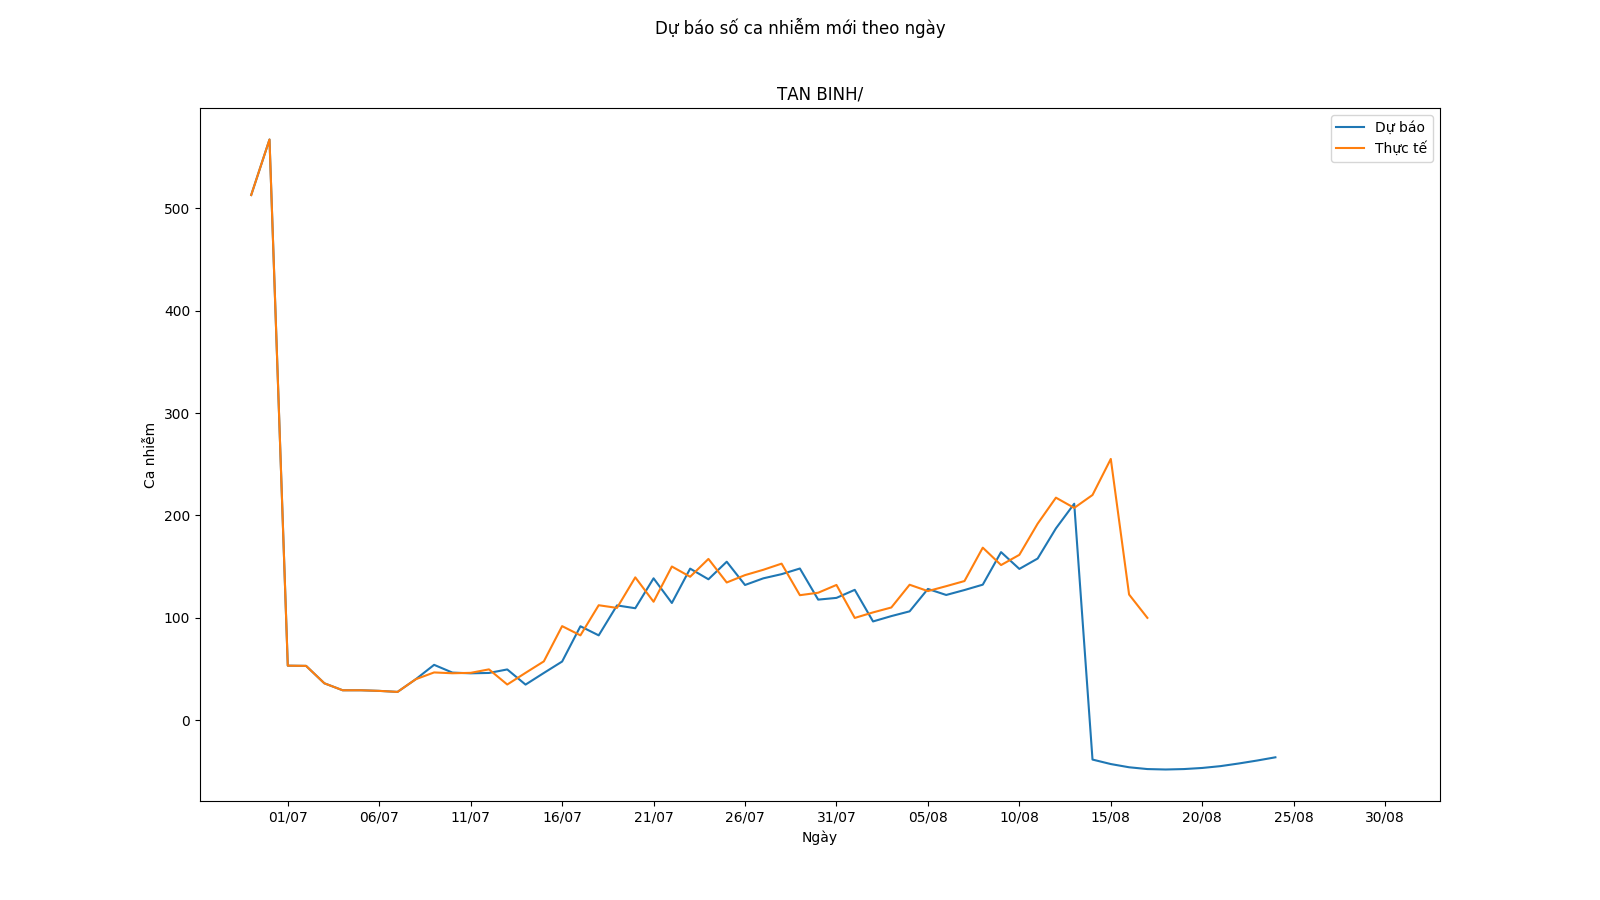 Dự báo số ca nhiễm mới theo ngày
TAN BINH/
Dự báo
Thực tế
Ca nhiễm
500
400
300
200
100
0
01/07 06/07 11/07 16/07 21/07 26/07 31/07 05/08 10/08 15/08 20/08 25/08 30/08
Ngày